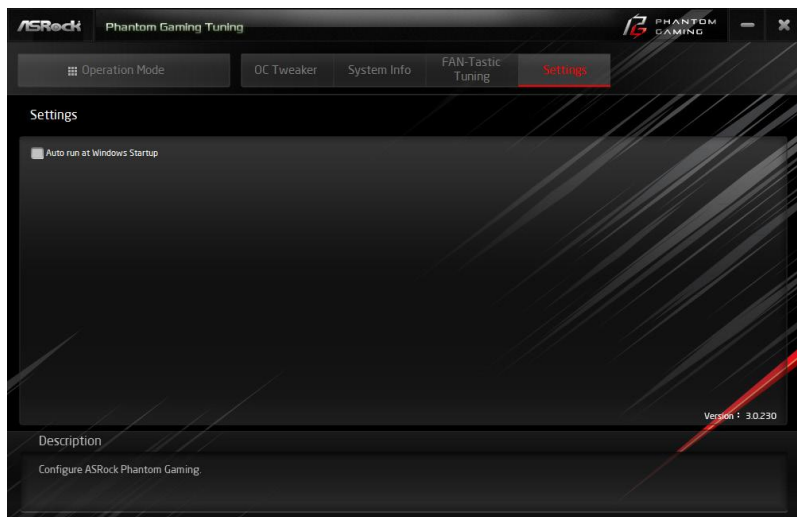 ASRock Phantom Gaming Tuning PHANTOM GAMING
Operation Mode OC Tweaker System Info FAN-Tastic Tuning Settings
Settings
Auto run at Windows Startup
Version : 3.0.230
Description
Configure ASRock Phantom Gaming.